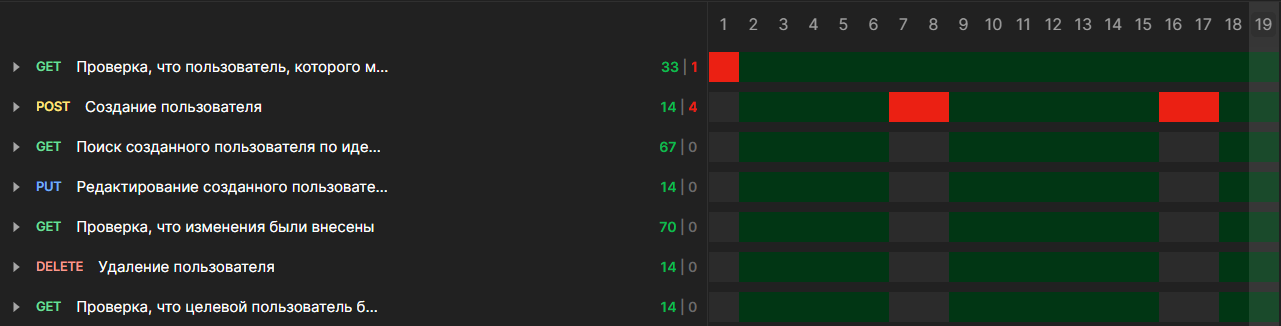 1 2 3 4 5 6 7 8 9 10 11 12 13 14 15 16 17 18 19
GET Проверка, что пользователь, которого м... 33 | 1
POST Создание пользователя 14 | 4
GET Поиск созданного пользователя по иде... 67 | 0
PUT Редактирование созданного пользовате... 14 | 0
GET Проверка, что изменения были внесены 70 | 0
DELETE Удаление пользователя 14 | 0
GET Проверка, что целевой пользователь б... 14 | 0